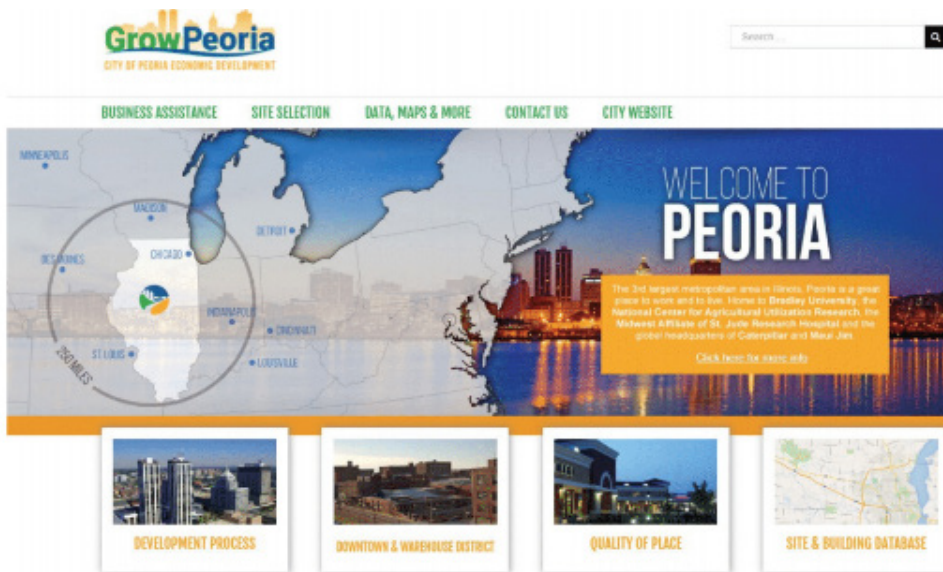 GrowPeoria
CITY OF PEORIA ECONOMIC DEVELOPMENT
Search ...
BUSINESS ASSISTANCE
SITE SELECTION
DATA, MAPS & MORE
CONTACT US
CITY WEBSITE
MINNEAPOLIS
MADISON
DETROIT
CHICAGO
DES MOINES
INDIANAPOLIS
CINCINNATI
ST. LOUIS
LOUISVILLE
250 MILES
WELCOME TO
PEORIA
The 3rd largest metropolitan area in Illinois, Peoria is a great
place to work and to live. Home to Bradley University, the
National Center for Agricultural Utilization Research, the
Midwest Affiliate of St. Jude Research Hospital and the
global headquarters of Caterpillar and Maui Jim.
Click here for more info
DEVELOPMENT PROCESS
DOWNTOWN & WAREHOUSE DISTRICT
QUALITY OF PLACE
SITE & BUILDING DATABASE